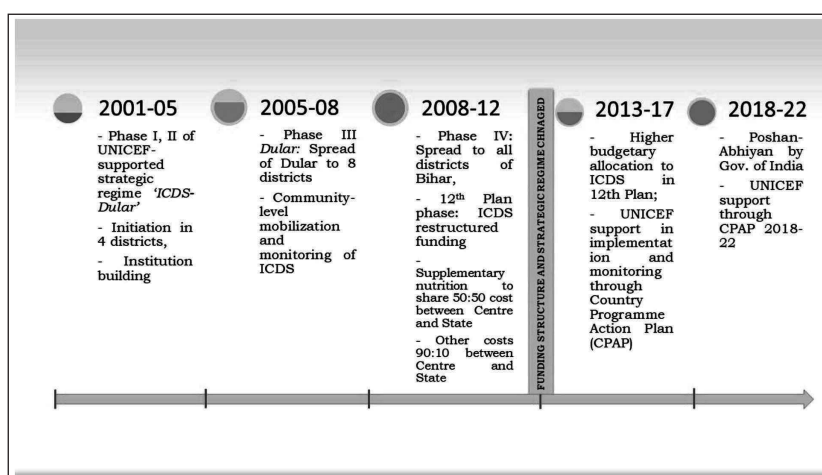 2001-05
- Phase I, II of
UNICEF-
supported
strategic
regime ‘ICDS-
Dular’
- Initiation in
4 districts,
- Institution
building
2005-08
- Phase III
Dular: Spread
of Dular to 8
districts
- Community-
level
mobilization
and
monitoring of
ICDS
2008-12
- Phase IV:
Spread to all
districts of
Bihar,
- 12th Plan
phase: ICDS
restructured
funding
-
Supplementary
nutrition to
share 50:50 cost
between Centre
and State
- Other costs
90:10 between
Centre and
State
FUNDING STRUCTURE AND STRATEGIC REGIME CHNAGED
2013-17
- Higher
budgetary
allocation to
ICDS in
12th Plan;
- UNICEF
support in
implementat
ion and
monitoring
through
Country
Programme
Action Plan
(CPAP)
2018-22
- Poshan-
Abhiyan by
Gov. of India
- UNICEF
support
through
CPAP 2018-
22